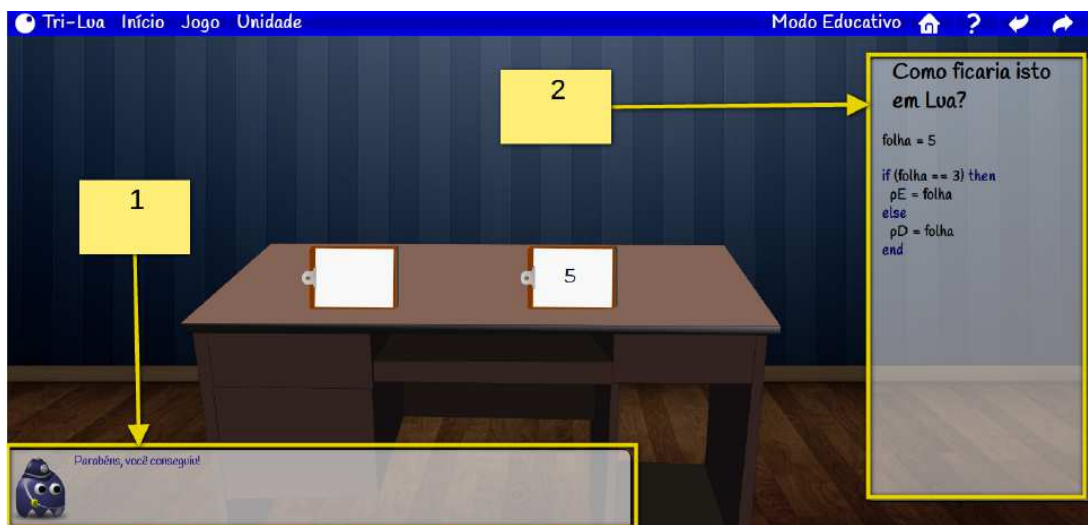 Tri-Lua Início Jogo Unidade Modo Educativo ?
2
Como ficaria isto
em Lua?
folha = 5
if (folha == 3) then
pE = folha
else
pD = folha
end
1
5
Parabéns, você conseguiu!